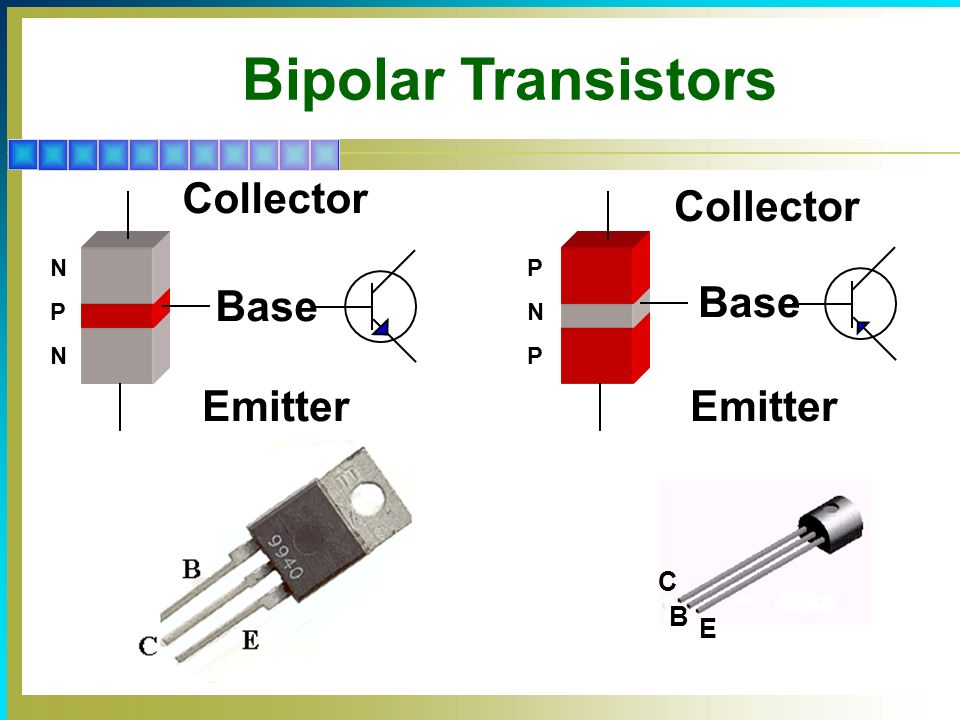 Bipolar Transistors
Collector
N
P
N
Base
Emitter
Collector
P
N
P
Base
Emitter
9940
B
C
E
C
B
E